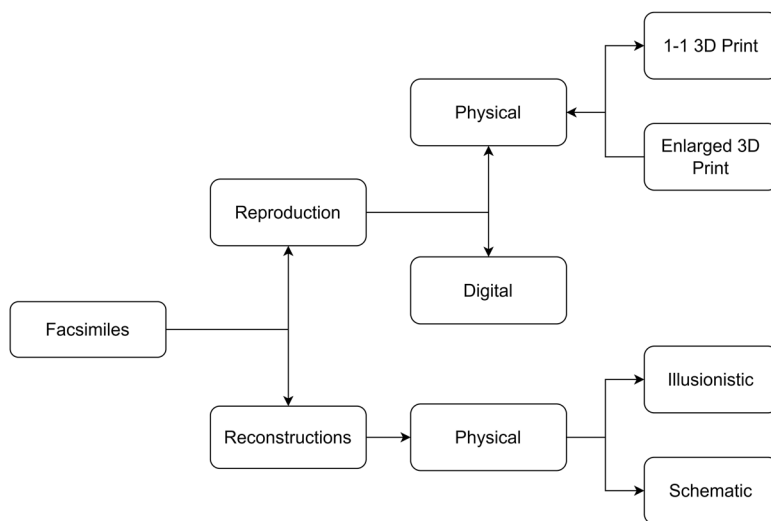 1-1 3D Print
Physical
Enlarged 3D
Print
Reproduction
Digital
Facsimiles
Illusionistic
Reconstructions
Physical
Schematic